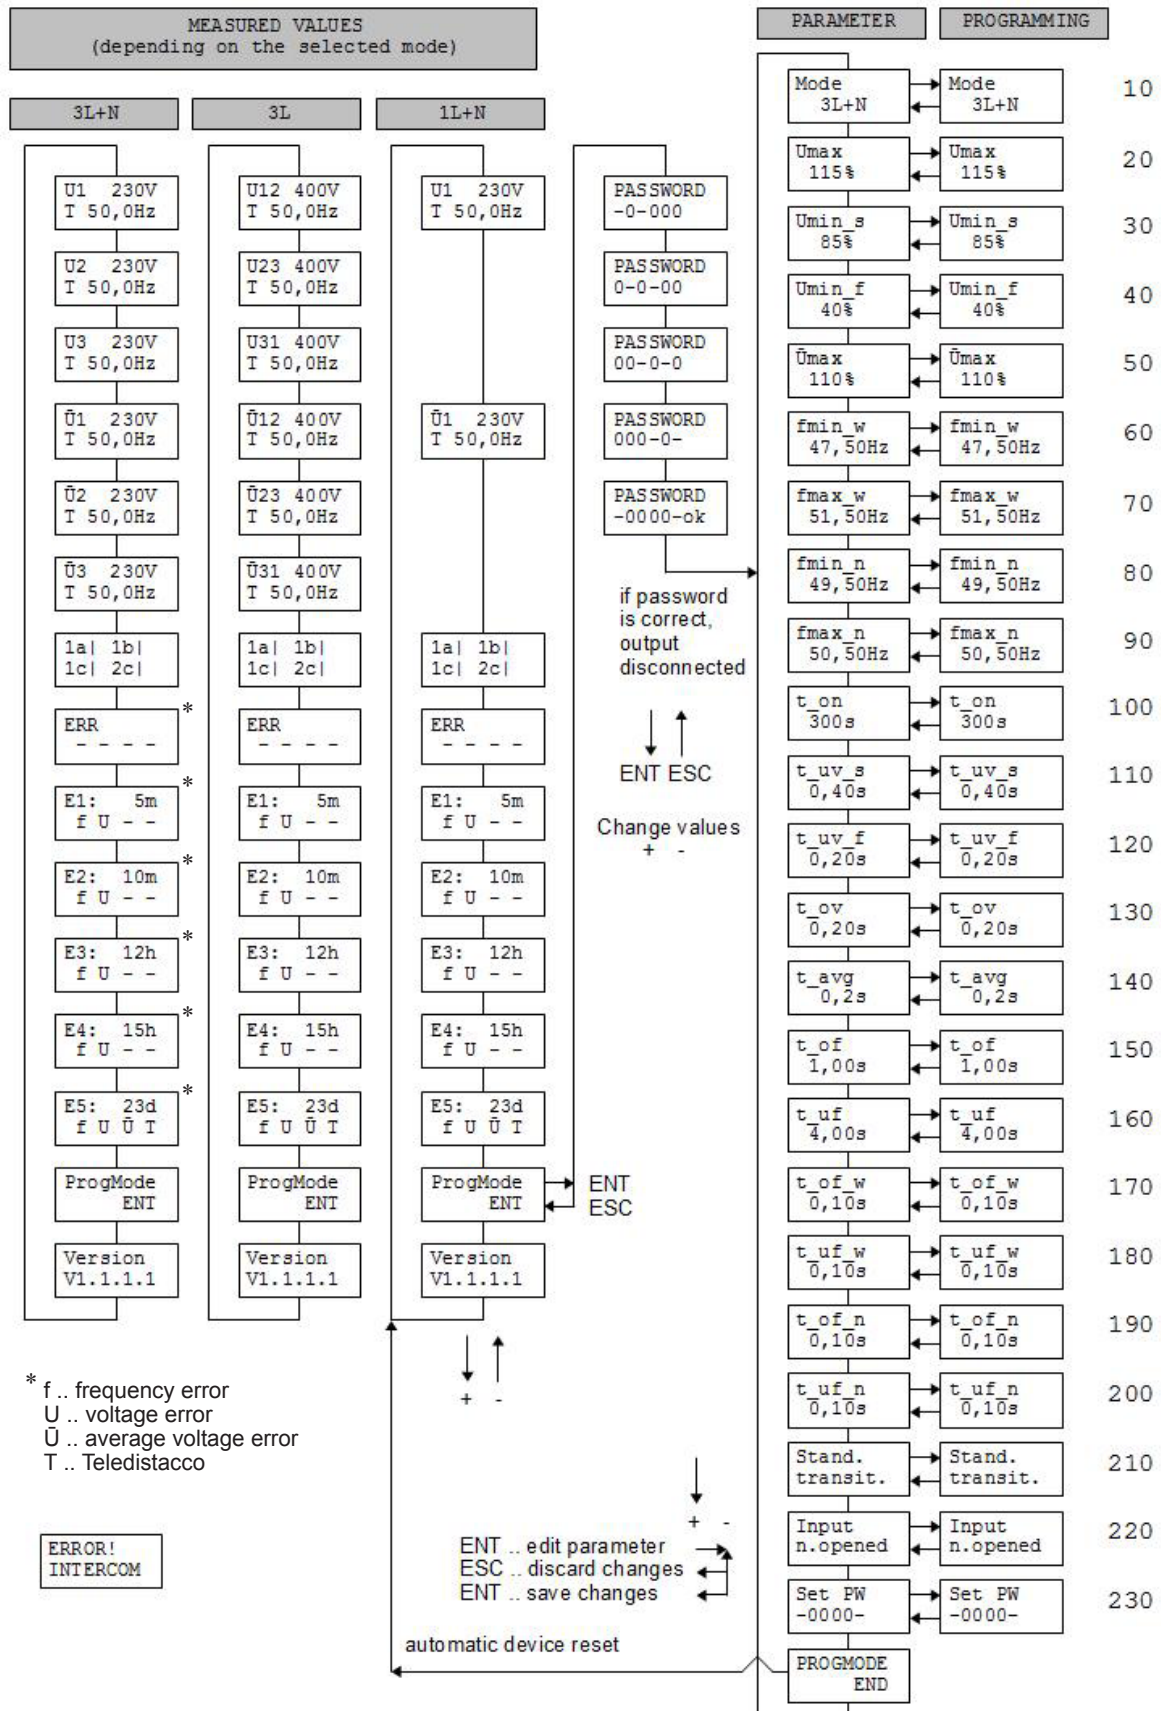 MEASURED VALUES
(depending on the selected mode)
3L+N
U1 230V
T 50,0Hz
U2 230V
T 50,0Hz
U3 230V
T 50,0Hz
Ū1 230V
T 50,0Hz
Ū2 230V
T 50,0Hz
Ū3 230V
T 50,0Hz
1a| 1b|
1c| 2c|
*
ERR
- - - -
*
E1: 5m
f U - -
*
E2: 10m
f U - -
*
E3: 12h
f U - -
*
E4: 15h
f U - -
*
E5: 23d
f U Ū T
ProgMode
ENT
Version
V1.1.1.1
3L
U12 400V
T 50,0Hz
U23 400V
T 50,0Hz
U31 400V
T 50,0Hz
Ū12 400V
T 50,0Hz
Ū23 400V
T 50,0Hz
Ū31 400V
T 50,0Hz
1a| 1b|
1c| 2c|
ERR
- - - -
E1: 5m
f U - -
E2: 10m
f U - -
E3: 12h
f U - -
E4: 15h
f U - -
E5: 23d
f U Ū T
ProgMode
ENT
Version
V1.1.1.1
1L+N
U1 230V
T 50,0Hz
Ū1 230V
T 50,0Hz
1a| 1b|
1c| 2c|
ERR
- - - -
E1: 5m
f U - -
E2: 10m
f U - -
E3: 12h
f U - -
E4: 15h
f U - -
E5: 23d
f U Ū T
ProgMode
ENT
Version
V1.1.1.1
ENT
ESC
+ -
PASSWORD
-0-000
PASSWORD
0-0-00
PASSWORD
00-0-0
PASSWORD
000-0-
PASSWORD
-0000-ok
if password
is correct,
output
disconnected
ENT ESC
Change values
+ -
PARAMETER PROGRAMMING
Mode Mode 10
3L+N 3L+N
Umax Umax 20
115% 115%
Umin_s Umin_s 30
85% 85%
Umin_f Umin_f 40
40% 40%
Ūmax Ūmax 50
110% 110%
fmin_w fmin_w 60
47,50Hz 47,50Hz
fmax_w fmax_w 70
51,50Hz 51,50Hz
fmin_n fmin_n 80
49,50Hz 49,50Hz
fmax_n fmax_n 90
50,50Hz 50,50Hz
t_on t_on 100
300s 300s
t_uv_s t_uv_s 110
0,40s 0,40s
t_uv_f t_uv_f 120
0,20s 0,20s
t_ov t_ov 130
0,20s 0,20s
t_avg t_avg 140
0,2s 0,2s
t_of t_of 150
1,00s 1,00s
t_uf t_uf 160
4,00s 4,00s
t_of_w t_of_w 170
0,10s 0,10s
t_uf_w t_uf_w 180
0,10s 0,10s
t_of_n t_of_n 190
0,10s 0,10s
t_uf_n t_uf_n 200
0,10s 0,10s
Stand. Stand. 210
transit. transit.
Input Input 220
n.opened n.opened
Set PW Set PW 230
-0000- -0000-
PROGMODE
END
* f .. frequency error
U .. voltage error
Ū .. average voltage error
T .. Teledistacco
ERROR!
INTERCOM
+ -
ENT .. edit parameter
ESC .. discard changes
ENT .. save changes
automatic device reset